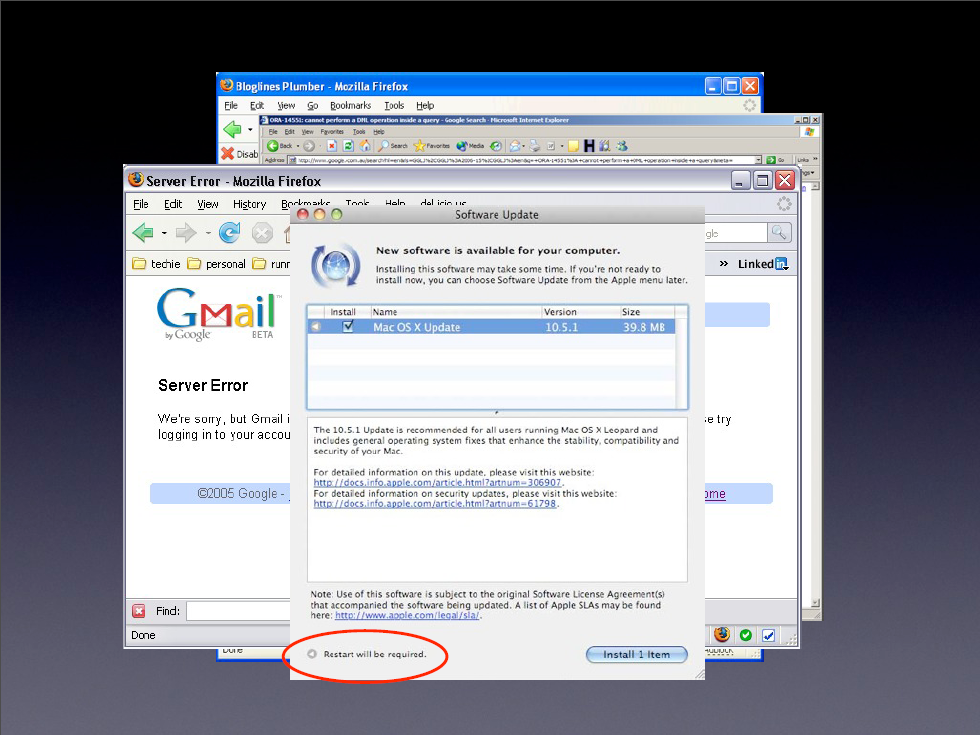 Bloglines Plumber - Mozilla Firefox
File Edit View Go Bookmarks Tools Help
ORA-14551: cannot perform a DML operation inside a query - Google Search - Microsoft Internet Explorer
File Edit View Favorites Tools Help
Back Search Favorites Media
Disab
Address Go Links »
Server Error - Mozilla Firefox
File Edit View History Bookmarks Tools Help del.icio.us
techie personal runn
» Linked in
Gmail
by Google BETA
Server Error
We're sorry, but Gmail i
se try
logging in to your accou
©2005 Google -
ome
Find:
Done
Done
Software Update
New software is available for your computer.
Installing this software may take some time. If you're not ready to
install now, you can choose Software Update from the Apple menu later.
Install Name Version Size
Mac OS X Update 10.5.1 39.8 MB
The 10.5.1 Update is recommended for all users running Mac OS X Leopard and
includes general operating system fixes that enhance the stability, compatibility and
security of your Mac.
For detailed information on this update, please visit this website:
http://docs.info.apple.com/article.html?artnum=306907.
For detailed information on security updates, please visit this website:
http://docs.info.apple.com/article.html?artnum=61798.
Note: Use of this software is subject to the original Software License Agreement(s)
that accompanied the software being updated. A list of Apple SLAs may be found
here: http://www.apple.com/legal/sla/.
Restart will be required.
Install 1 Item